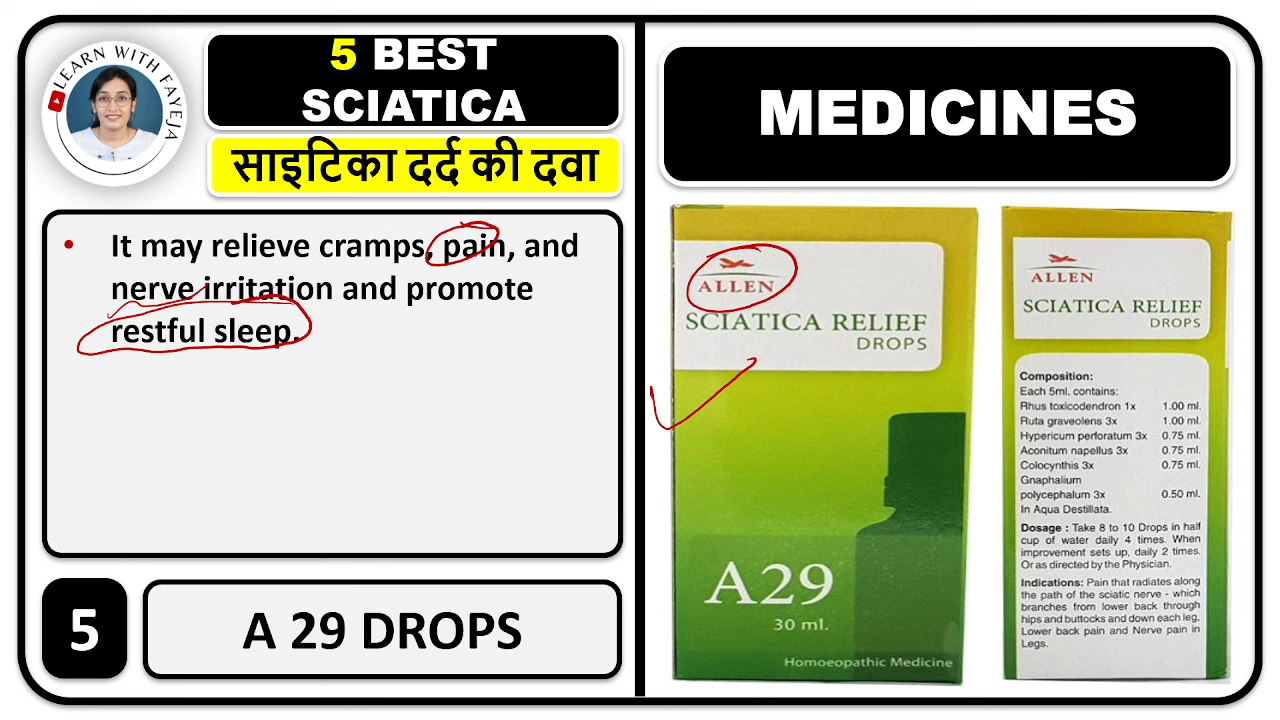 LEARN WITH FAYEJA
5 BEST
SCIATICA
साइटिका दर्द की दवा
MEDICINES
• It may relieve cramps, pain, and
nerve irritation and promote
restful sleep.
5
A 29 DROPS
ALLEN
SCIATICA RELIEF
DROPS
A29
30 ml.
Homoeopathic Medicine
ALLEN
SCIATICA RELIEF
DROPS
Composition:
Each 5ml. contains:
Rhus toxicodendron 1x 1.00 ml.
Ruta graveolens 3x 1.00 ml.
Hypericum perforatum 3x 0.75 ml.
Aconitum napellus 3x 0.75 ml.
Colocynthis 3x 0.75 ml.
Gnaphalium
polycephalum 3x 0.50 ml.
In Aqua Destillata.
Dosage : Take 8 to 10 Drops in half
cup of water daily 4 times. When
improvement sets up, daily 2 times.
Or as directed by the Physician.
Indications: Pain that radiates along
the path of the sciatic nerve - which
branches from lower back through
hips and buttocks and down each leg,
Lower back pain and Nerve pain in
Legs.